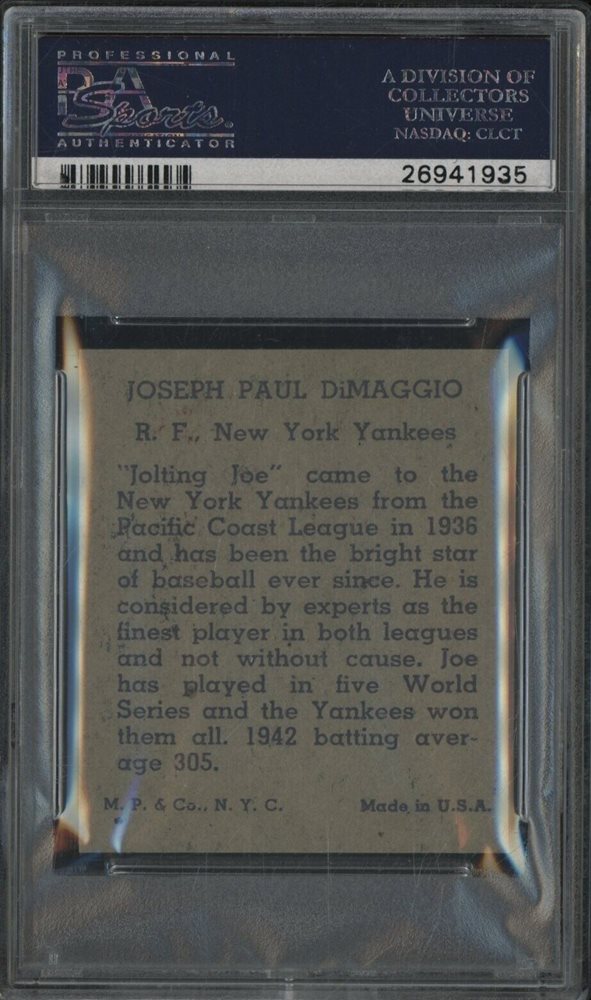 PROFESSIONAL
PSA
Sports
AUTHENTICATOR
A DIVISION OF
COLLECTORS
UNIVERSE
NASDAQ: CLCT
26941935
JOSEPH PAUL DiMAGGIO
R. F., New York Yankees
"Jolting Joe" came to the
New York Yankees from the
Pacific Coast League in 1936
and has been the bright star
of baseball ever since. He is
considered by experts as the
finest player in both leagues
and not without cause. Joe
has played in five World
Series and the Yankees won
them all. 1942 batting aver-
age 305.
M. P. & Co., N. Y. C. Made in U.S.A.